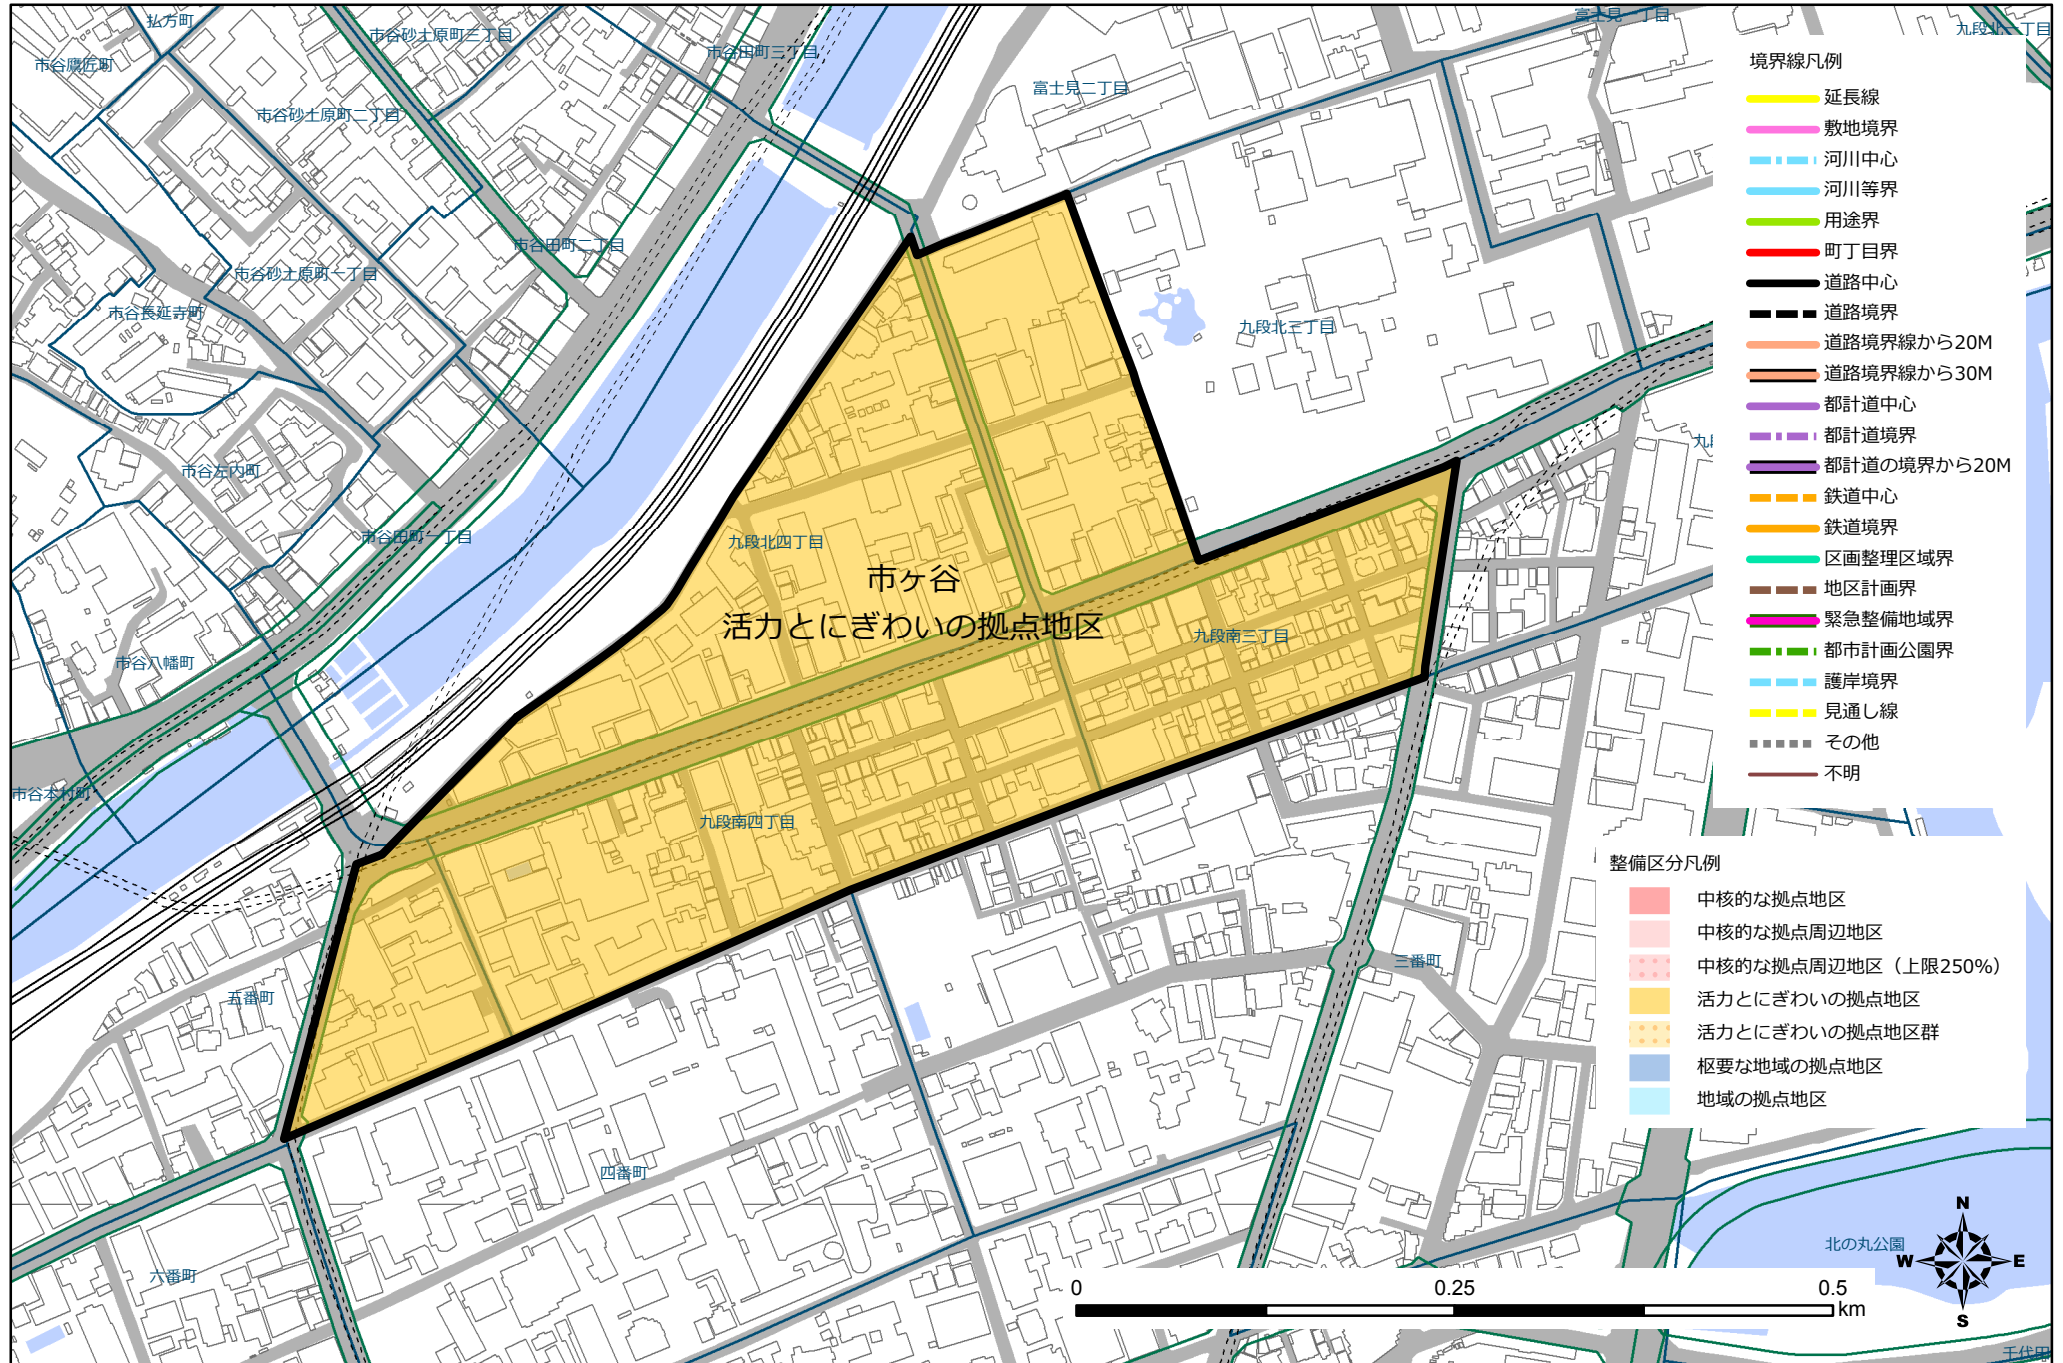 払方町
市谷砂土原町三丁目
市谷田町三丁目
富士見一丁目
九段北一丁目
市谷鷹匠町
市谷砂土原町二丁目
富士見二丁目
市谷田町二丁目
市谷砂土原町一丁目
市谷長延寺町
九段北三丁目
市谷左内町
市谷田町一丁目
九段北四丁目
市ヶ谷
活力とにぎわいの拠点地区
九段南三丁目
市谷八幡町
市谷本村町
九段南四丁目
三番町
五番町
四番町
六番町
北の丸公園
境界線凡例
延長線
敷地境界
河川中心
河川等界
用途界
町丁目界
道路中心
道路境界
道路境界線から20M
道路境界線から30M
都計道中心
都計道境界
都計道の境界から20M
鉄道中心
鉄道境界
区画整理区域界
地区計画界
緊急整備地域界
都市計画公園界
護岸境界
見通し線
その他
不明
整備区分凡例
中核的な拠点地区
中核的な拠点周辺地区
中核的な拠点周辺地区（上限250%）
活力とにぎわいの拠点地区
活力とにぎわいの拠点地区群
枢要な地域の拠点地区
地域の拠点地区
N
W E
S
0 0.25 0.5
km